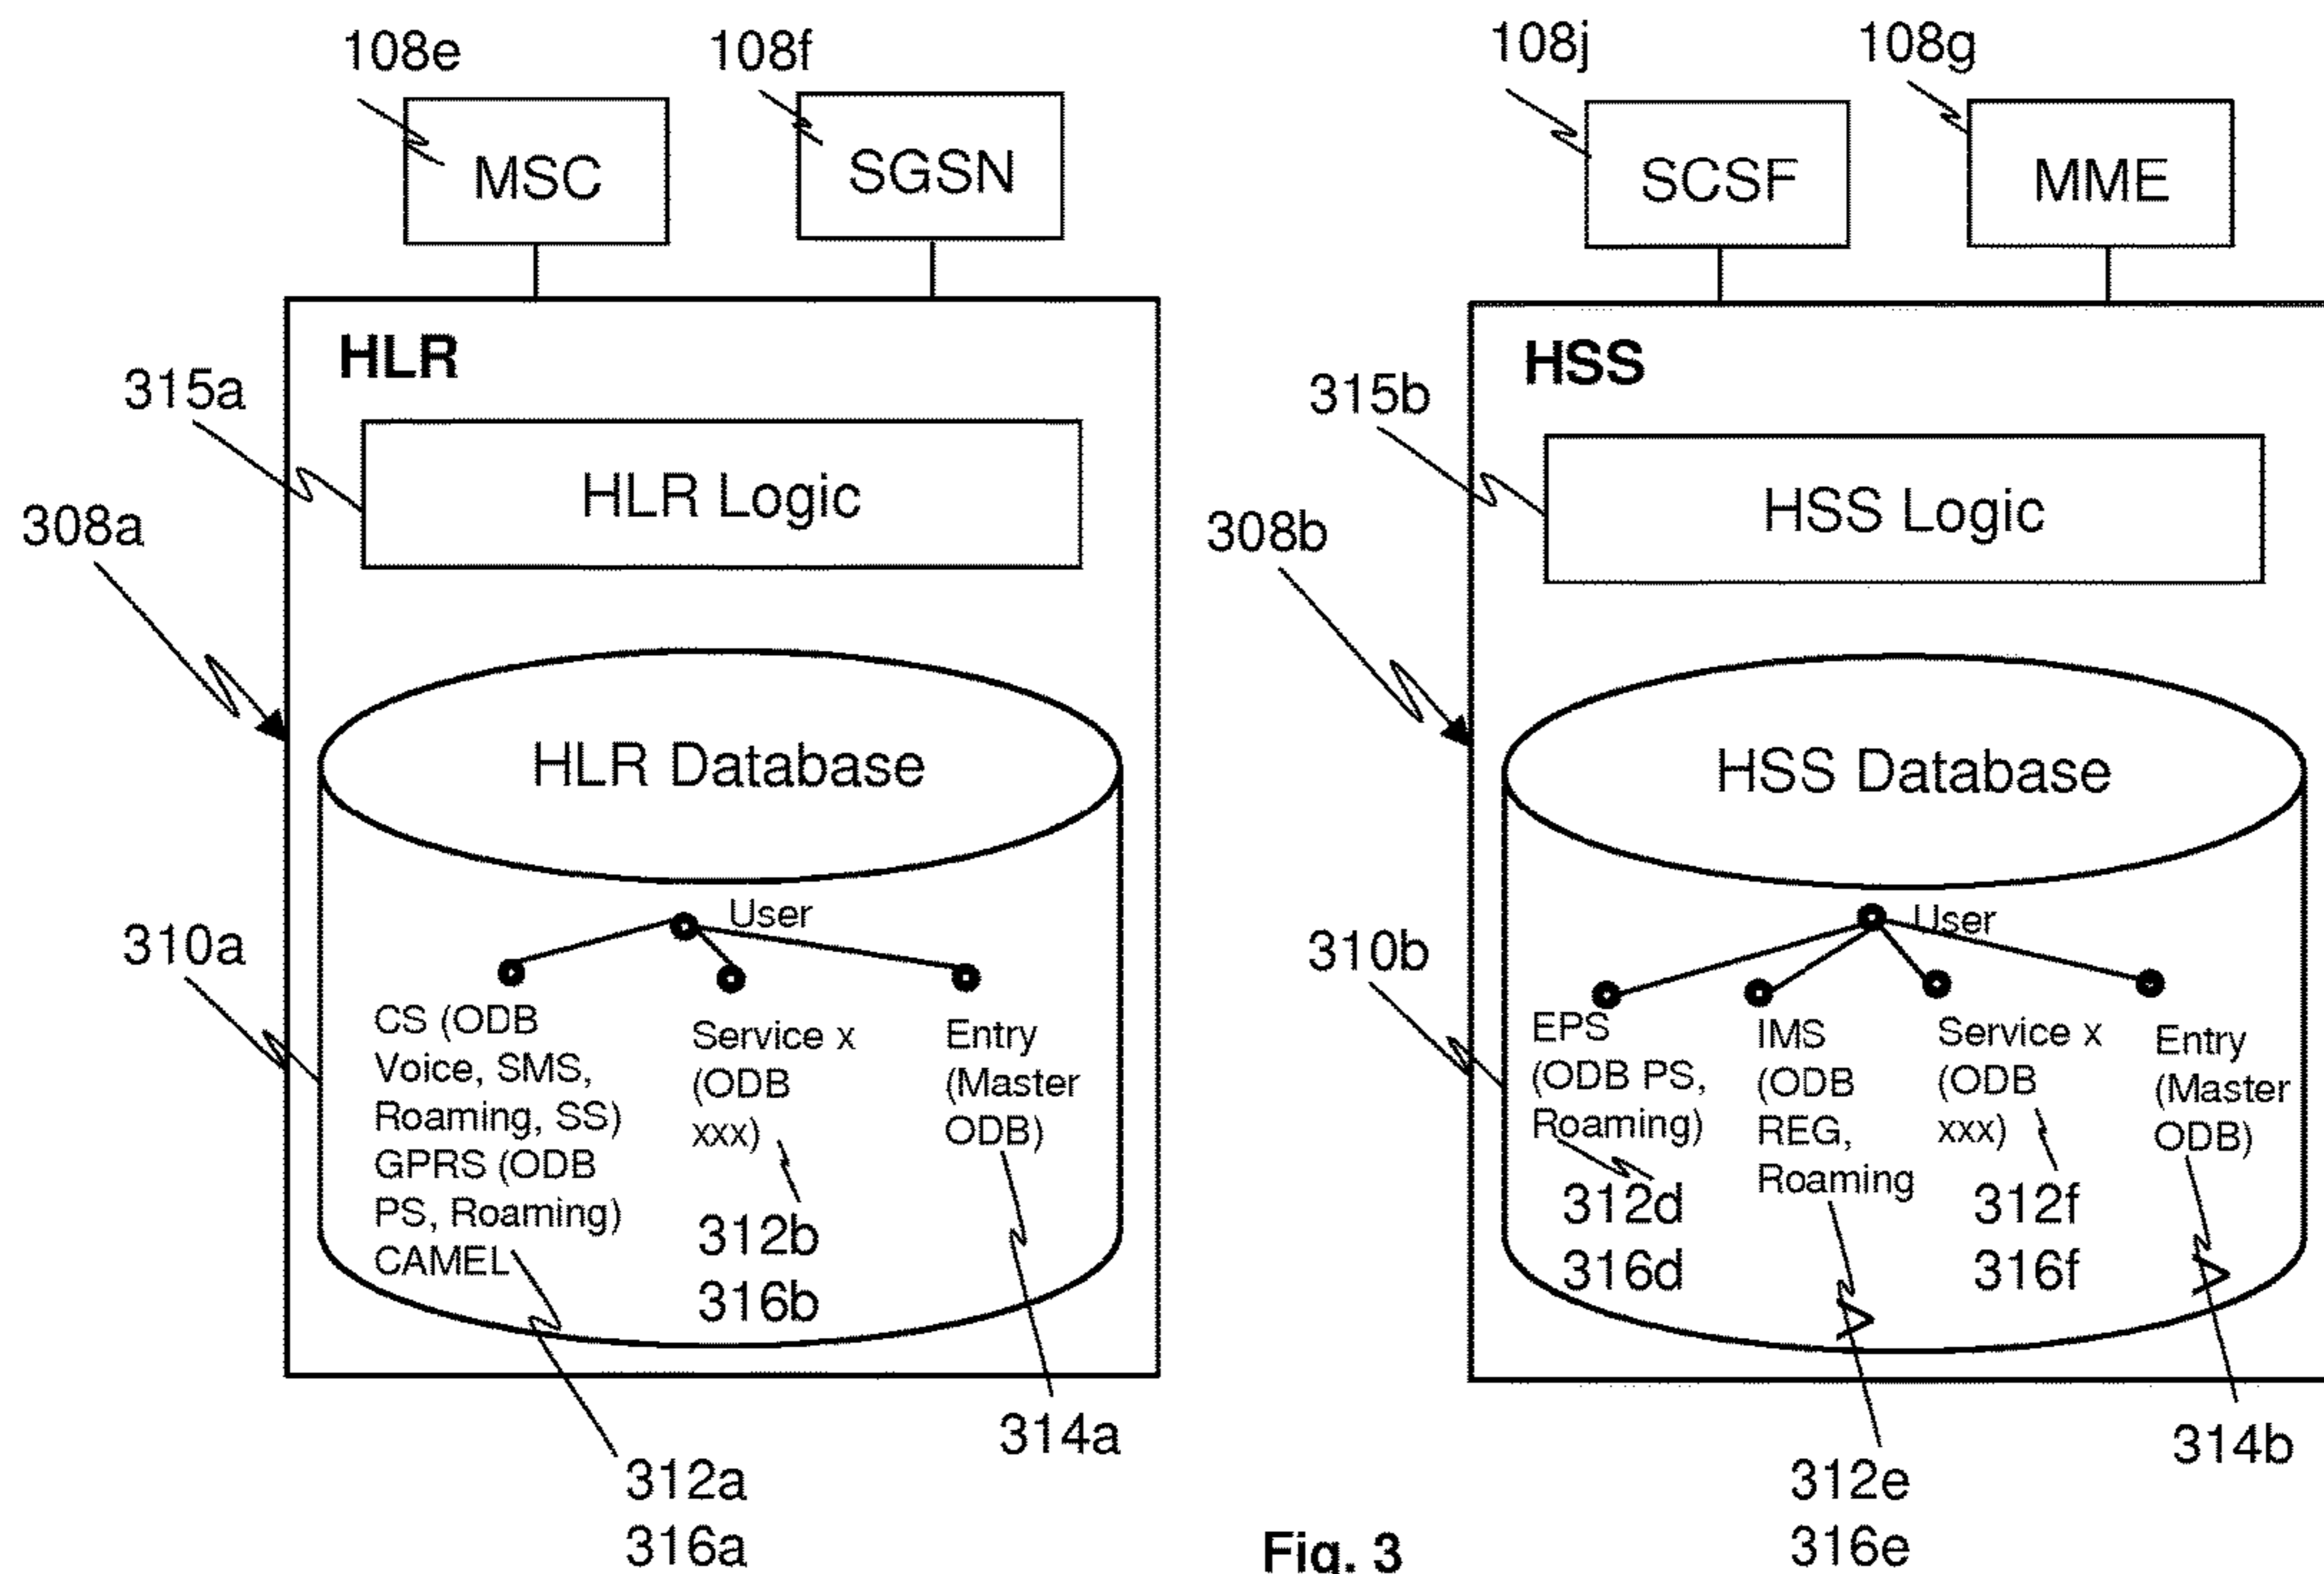 108e
108f
MSC
SGSN
HLR
315a
HLR Logic
308a
HLR Database
User
310a
CS (ODB
Voice, SMS,
Roaming, SS)
GPRS (ODB
PS, Roaming)
CAMEL
Service x
(ODB
xxx)
312b
316b
Entry
(Master
ODB)
314a
312a
316a
108j
108g
SCSF
MME
HSS
315b
HSS Logic
308b
HSS Database
User
310b
EPS
(ODB PS,
Roaming)
312d
316d
IMS
(ODB
REG,
Roaming
Service x
(ODB
xxx)
312f
316f
Entry
(Master
ODB)
314b
312e
316e
Fig. 3